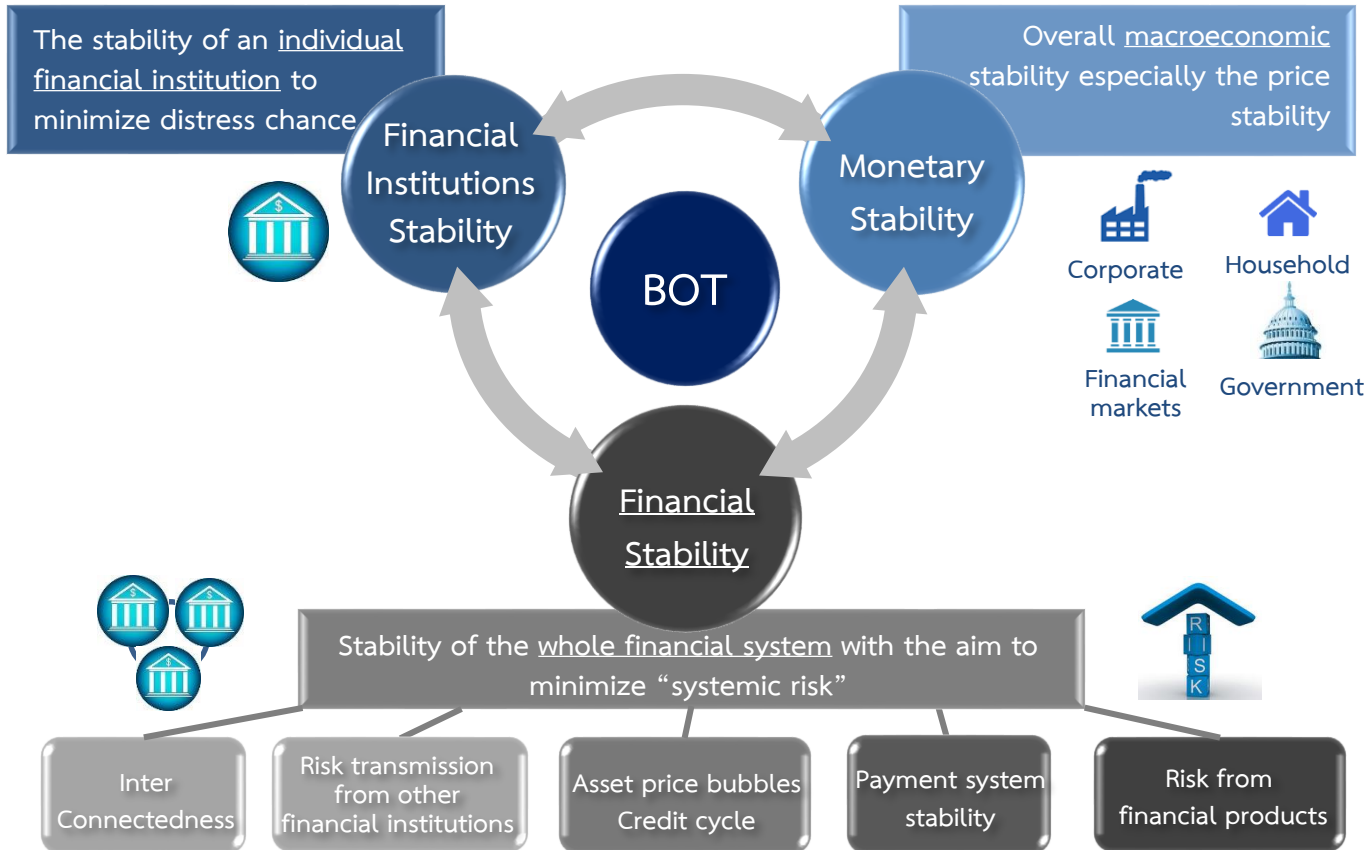 The stability of an individual
financial institution to
minimize distress chance
Overall macroeconomic
stability especially the price
stability
Financial
Institutions
Stability
Monetary
Stability
BOT
$
Corporate
Household
Financial
markets
Government
Financial
Stability
$
$
$
Stability of the whole financial system with the aim to
minimize “systemic risk”
R
I
S
K
Inter
Connectedness
Risk transmission
from other
financial institutions
Asset price bubbles
Credit cycle
Payment system
stability
Risk from
financial products